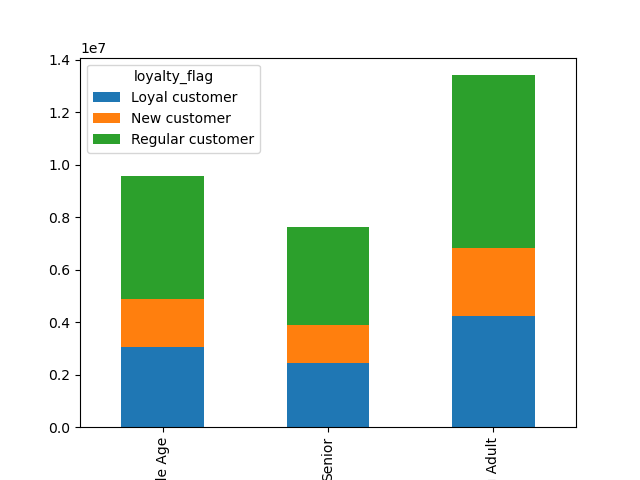 1e7
1.4
1.2
1.0
0.8
0.6
0.4
0.2
0.0
loyalty_flag
Loyal customer
New customer
Regular customer
le Age
Senior
Adult